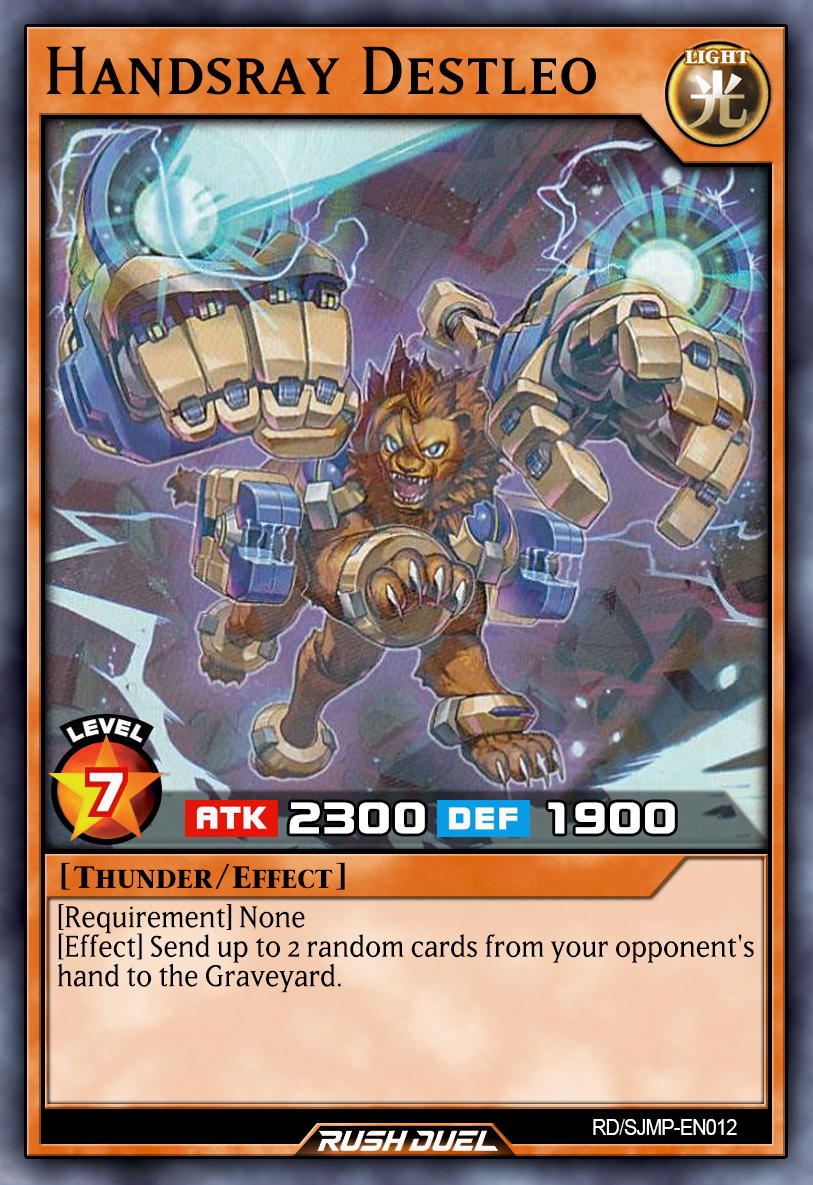 Handsray Destleo
LIGHT
光
LEVEL
7
ATK 2300 DEF 1900
[Thunder/Effect]
[Requirement] None
[Effect] Send up to 2 random cards from your opponent's
hand to the Graveyard.
RUSH DUEL
RD/SJMP-EN012